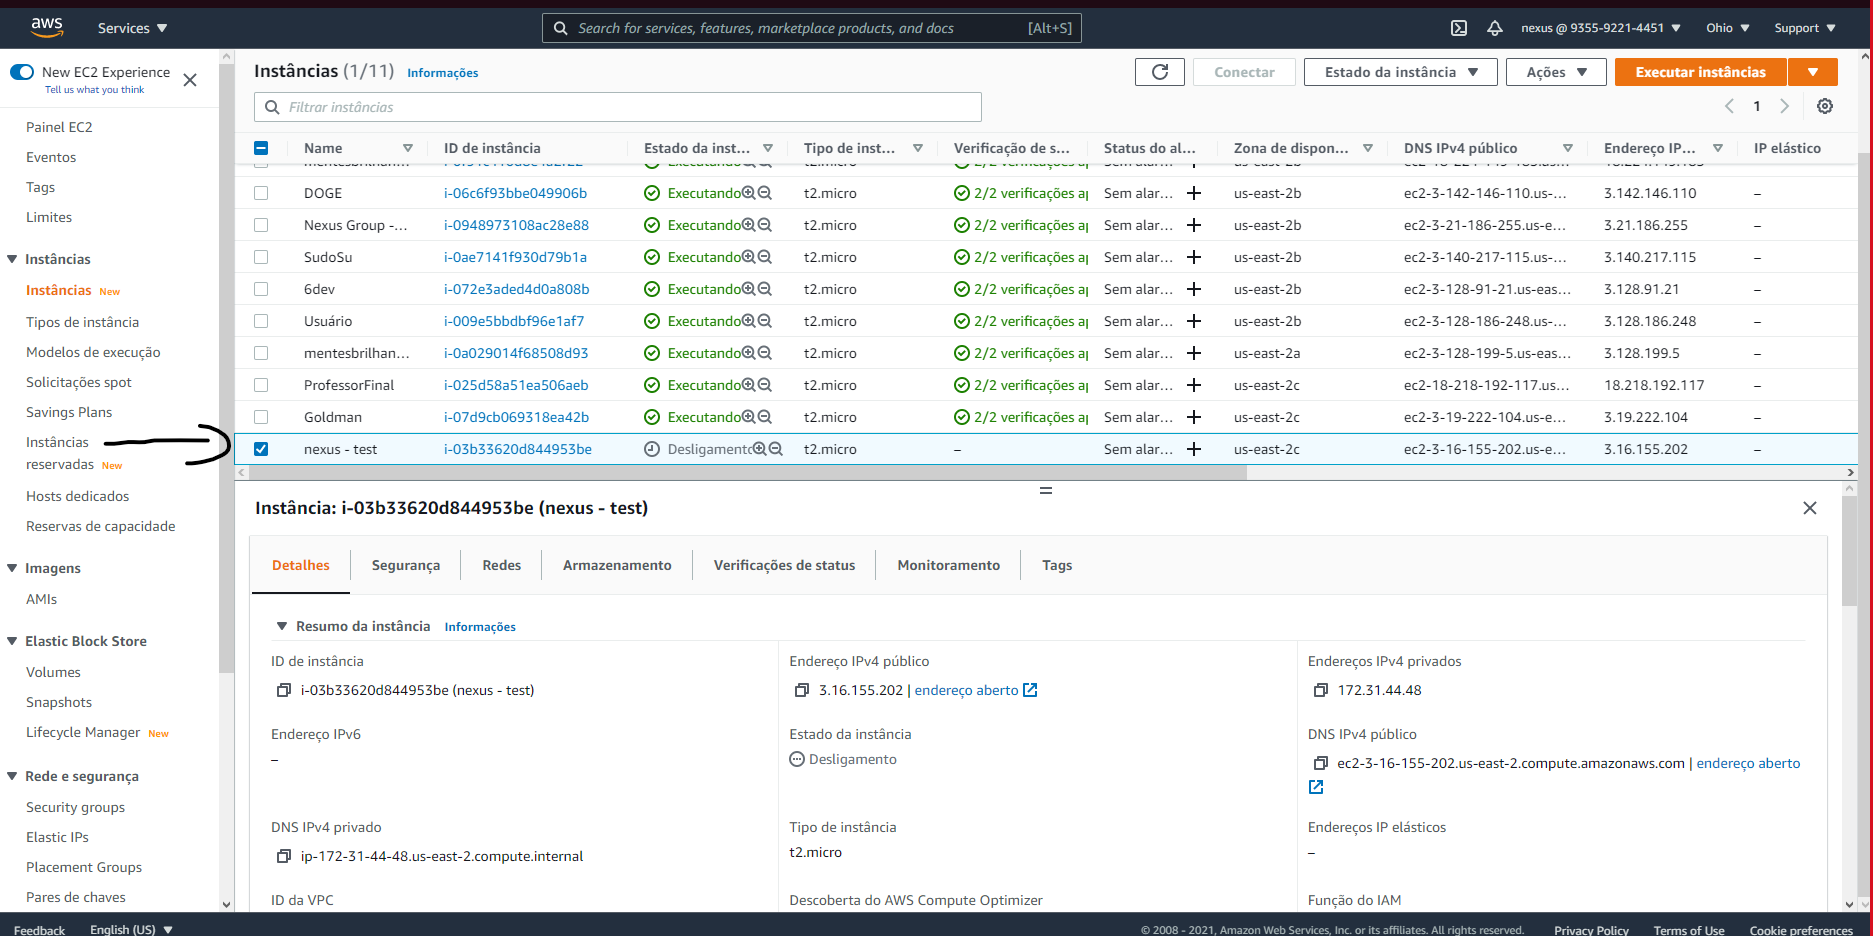 aws
Services
Search for services, features, marketplace products, and docs [Alt+S]
nexus @ 9355-9221-4451
Ohio
Support
New EC2 Experience
Tell us what you think
Painel EC2
Eventos
Tags
Limites
Instâncias
Instâncias New
Tipos de instância
Modelos de execução
Solicitações spot
Savings Plans
Instâncias
reservadas New
Hosts dedicados
Reservas de capacidade
Imagens
AMIs
Elastic Block Store
Volumes
Snapshots
Lifecycle Manager New
Rede e segurança
Security groups
Elastic IPs
Placement Groups
Pares de chaves
Instâncias (1/11) Informações
Conectar
Estado da instância
Ações
Executar instâncias
Filtrar instâncias
1
Name ID de instância Estado da inst... Tipo de inst... Verificação de s... Status do al... Zona de dispon... DNS IPv4 público Endereço IP... IP elástico
DOGE i-06c6f93bbe049906b Executando t2.micro 2/2 verificações ap Sem alar... us-east-2b ec2-3-142-146-110.us-... 3.142.146.110 –
Nexus Group -... i-0948973108ac28e88 Executando t2.micro 2/2 verificações ap Sem alar... us-east-2b ec2-3-21-186-255.us-e... 3.21.186.255 –
SudoSu i-0ae7141f930d79b1a Executando t2.micro 2/2 verificações ap Sem alar... us-east-2b ec2-3-140-217-115.us-... 3.140.217.115 –
6dev i-072e3aded4d0a808b Executando t2.micro 2/2 verificações ap Sem alar... us-east-2b ec2-3-128-91-21.us-eas... 3.128.91.21 –
Usuário i-009e5bbdbf96e1af7 Executando t2.micro 2/2 verificações ap Sem alar... us-east-2b ec2-3-128-186-248.us-... 3.128.186.248 –
mentesbrilhan... i-0a029014f68508d93 Executando t2.micro 2/2 verificações ap Sem alar... us-east-2a ec2-3-128-199-5.us-eas... 3.128.199.5 –
ProfessorFinal i-025d58a51ea506aeb Executando t2.micro 2/2 verificações ap Sem alar... us-east-2c ec2-18-218-192-117.us... 18.218.192.117 –
Goldman i-07d9cb069318ea42b Executando t2.micro 2/2 verificações ap Sem alar... us-east-2c ec2-3-19-222-104.us-e... 3.19.222.104 –
nexus - test i-03b33620d844953be Desligamento t2.micro – Sem alar... us-east-2c ec2-3-16-155-202.us-e... 3.16.155.202 –
Instância: i-03b33620d844953be (nexus - test)
Detalhes Segurança Redes Armazenamento Verificações de status Monitoramento Tags
Resumo da instância Informações
ID de instância
i-03b33620d844953be (nexus - test)
Endereço IPv4 público
3.16.155.202 | endereço aberto
Endereços IPv4 privados
172.31.44.48
Endereço IPv6
–
Estado da instância
Desligamento
DNS IPv4 público
ec2-3-16-155-202.us-east-2.compute.amazonaws.com | endereço aberto
DNS IPv4 privado
ip-172-31-44-48.us-east-2.compute.internal
Tipo de instância
t2.micro
Endereços IP elásticos
–
ID da VPC
Descoberta do AWS Compute Optimizer
Função do IAM
Feedback
English (US)
© 2008 - 2021, Amazon Web Services, Inc. or its affiliates. All rights reserved.
Privacy Policy
Terms of Use
Cookie preferences